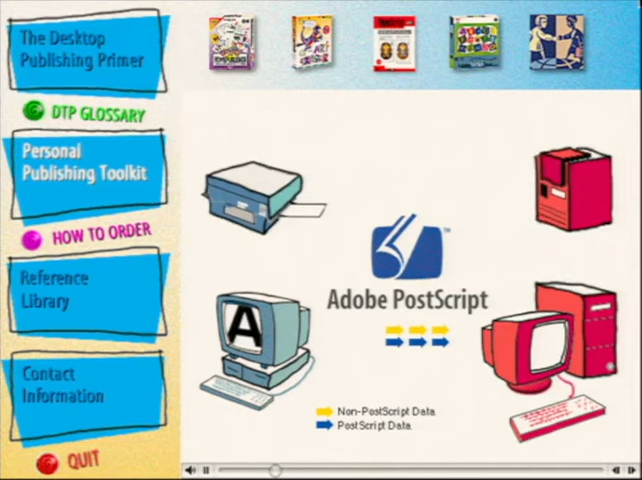 The Desktop
Publishing Primer
DTP GLOSSARY
Personal
Publishing Toolkit
HOW TO ORDER
Reference
Library
Contact
Information
QUIT
Adobe PostScript
™
A
Non-PostScript Data
PostScript Data